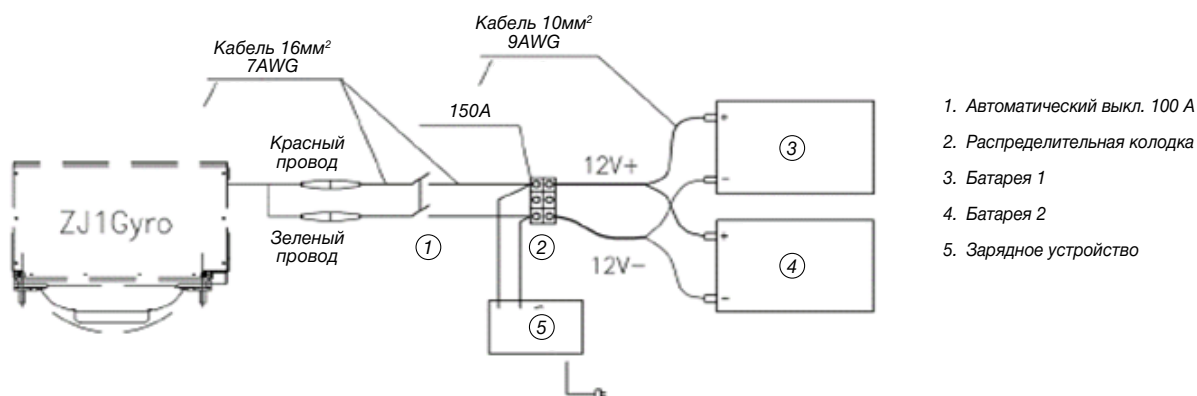 Кабель 16мм²
7AWG
Кабель 10мм²
9AWG
150A
Красный
провод
ZJ1Gyro
Зеленый
провод
12V+
12V–
+
–
+
–
1
2
3
4
5
1. Автоматический выкл. 100 А
2. Распределительная колодка
3. Батарея 1
4. Батарея 2
5. Зарядное устройство